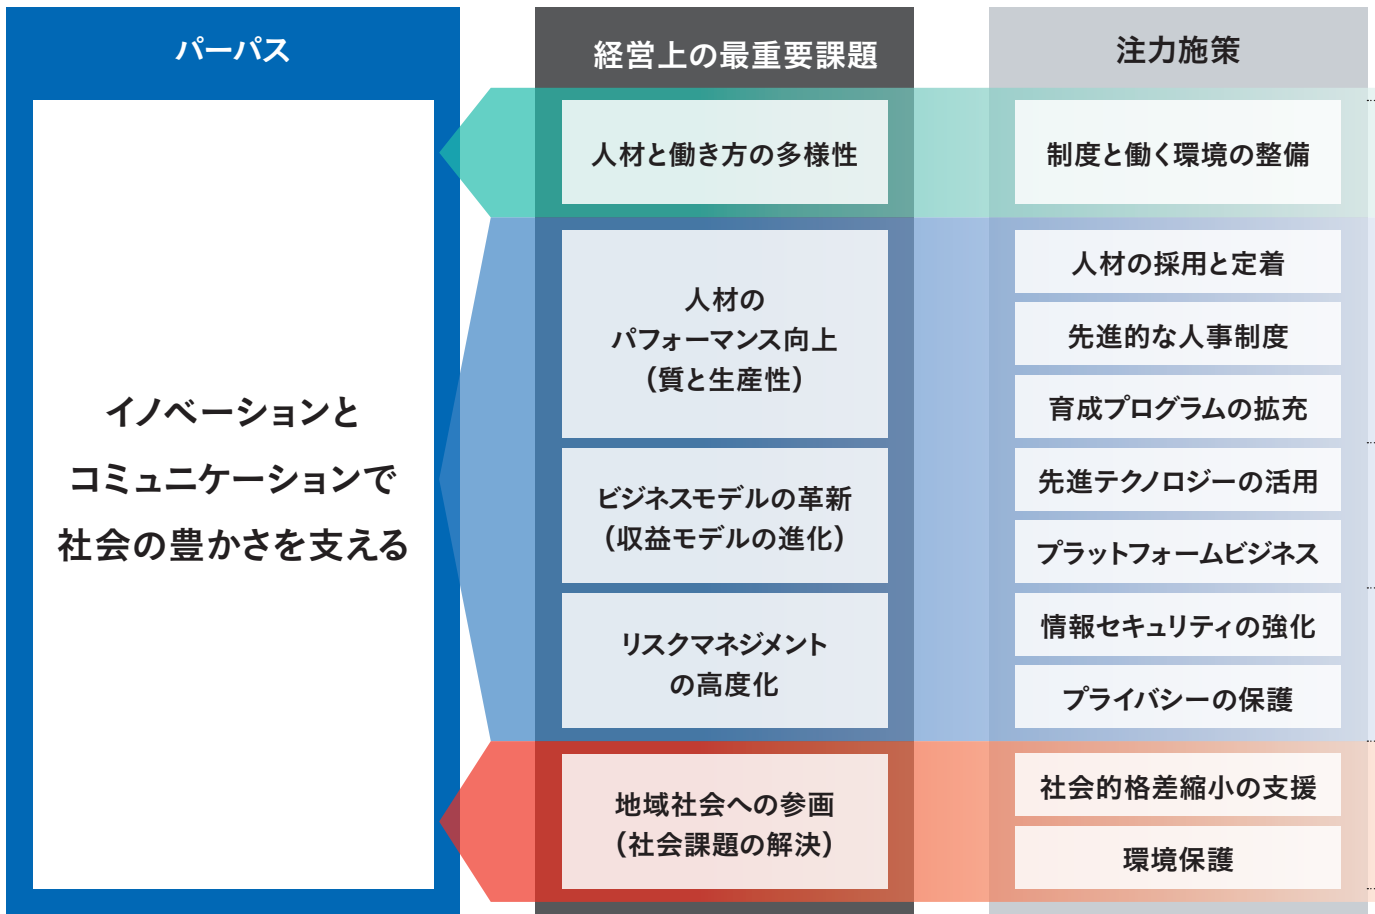 パーパス
イノベーションと
コミュニケーションで
社会の豊かさを支える
経営上の最重要課題
人材と働き方の多様性
人材の
パフォーマンス向上
（質と生産性）
ビジネスモデルの革新
（収益モデルの進化）
リスクマネジメント
の高度化
地域社会への参画
（社会課題の解決）
注力施策
制度と働く環境の整備
人材の採用と定着
先進的な人事制度
育成プログラムの拡充
先進テクノロジーの活用
プラットフォームビジネス
情報セキュリティの強化
プライバシーの保護
社会的格差縮小の支援
環境保護